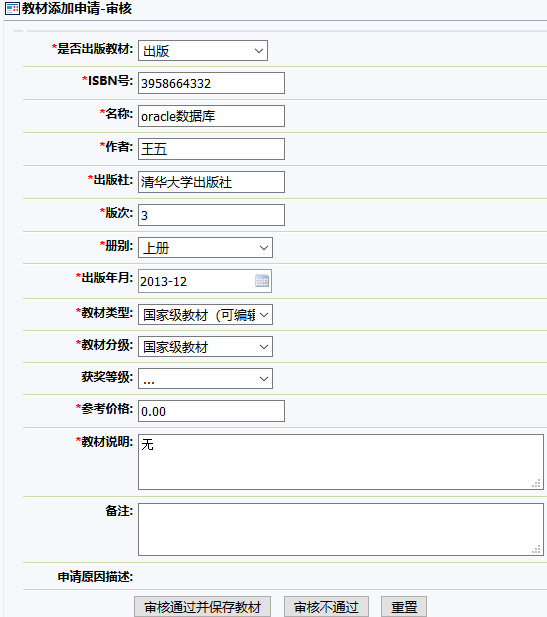 教材添加申请-审核
*是否出版教材: 出版
*ISBN号: 3958664332
*名称: oracle数据库
*作者: 王五
*出版社: 清华大学出版社
*版次: 3
*册别: 上册
*出版年月: 2013-12
*教材类型: 国家级教材（可编辑
*教材分级: 国家级教材
获奖等级: ...
*参考价格: 0.00
*教材说明: 无
备注:
申请原因描述:
审核通过并保存教材 审核不通过 重置